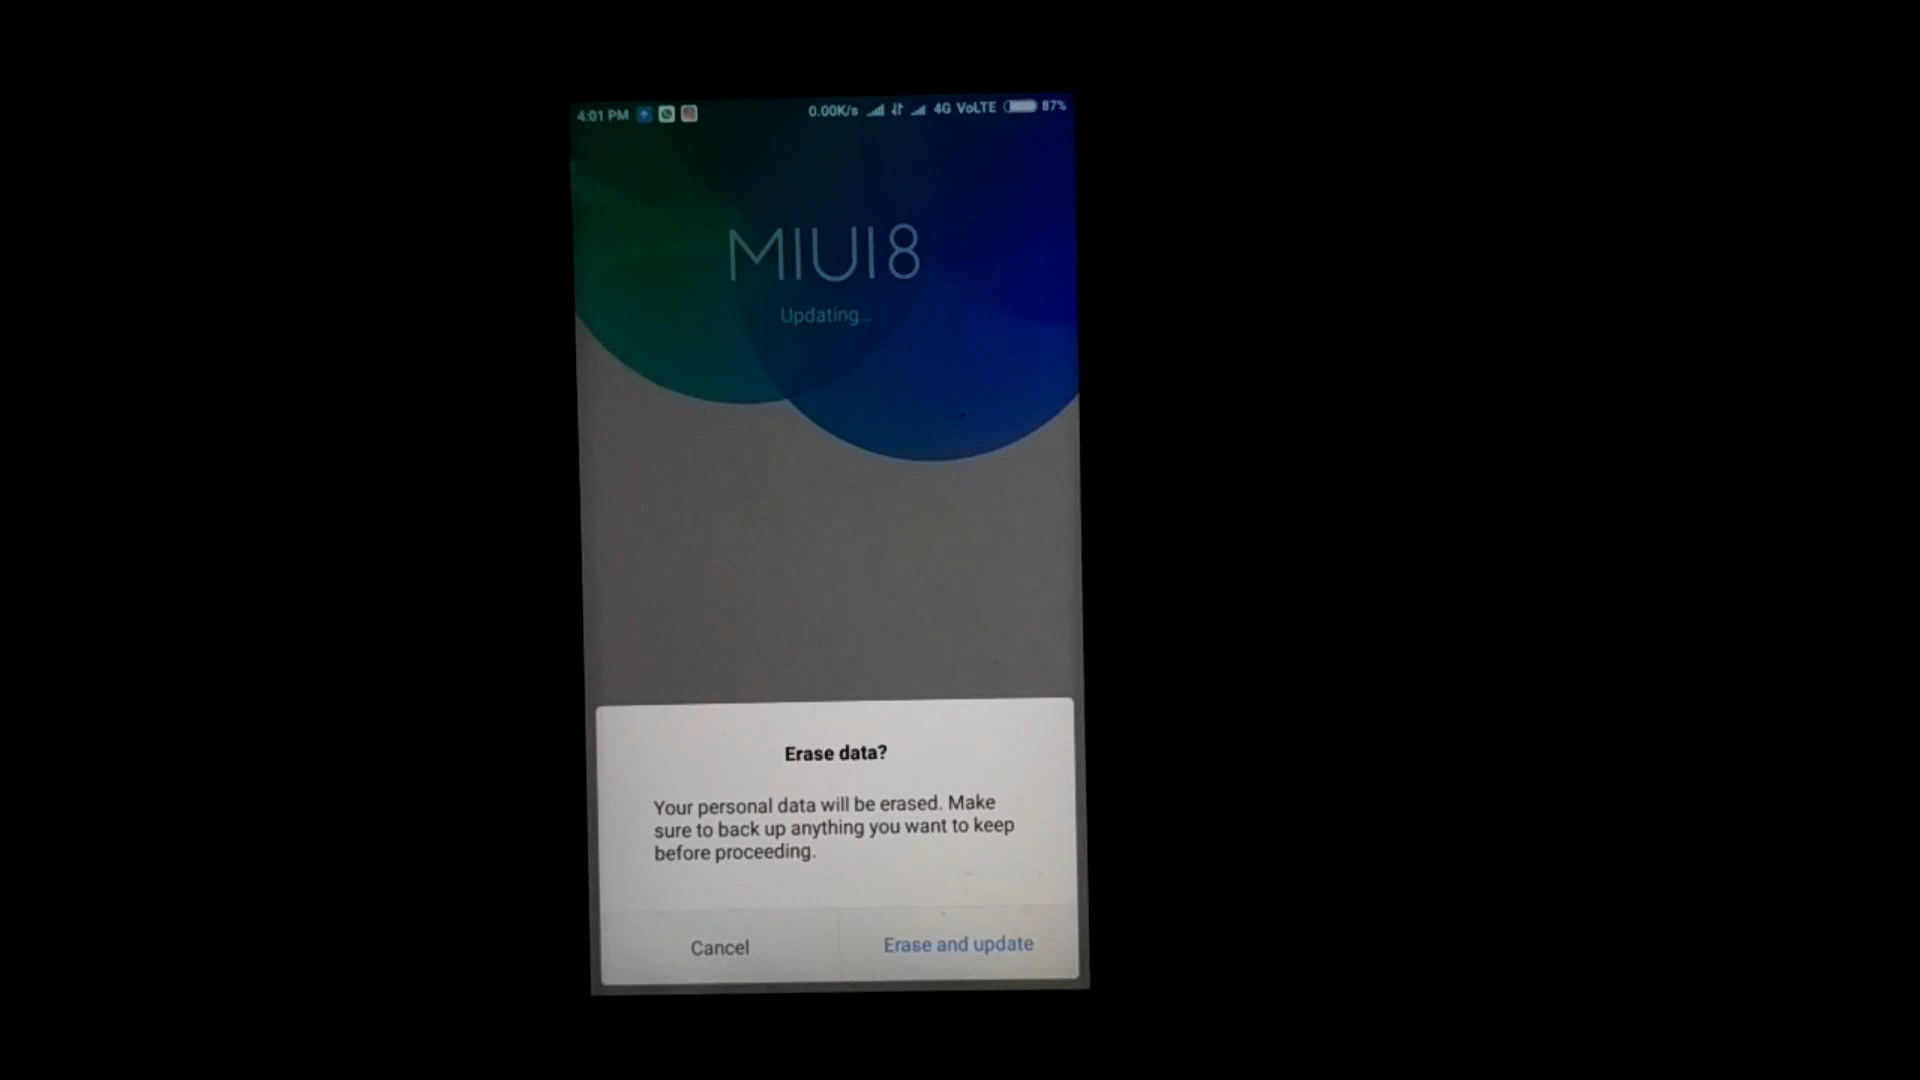 4:01 PM 0.00K/s 4G VoLTE 87%
MIUI8
Updating...
Erase data?
Your personal data will be erased. Make
sure to back up anything you want to keep
before proceeding.
Cancel Erase and update